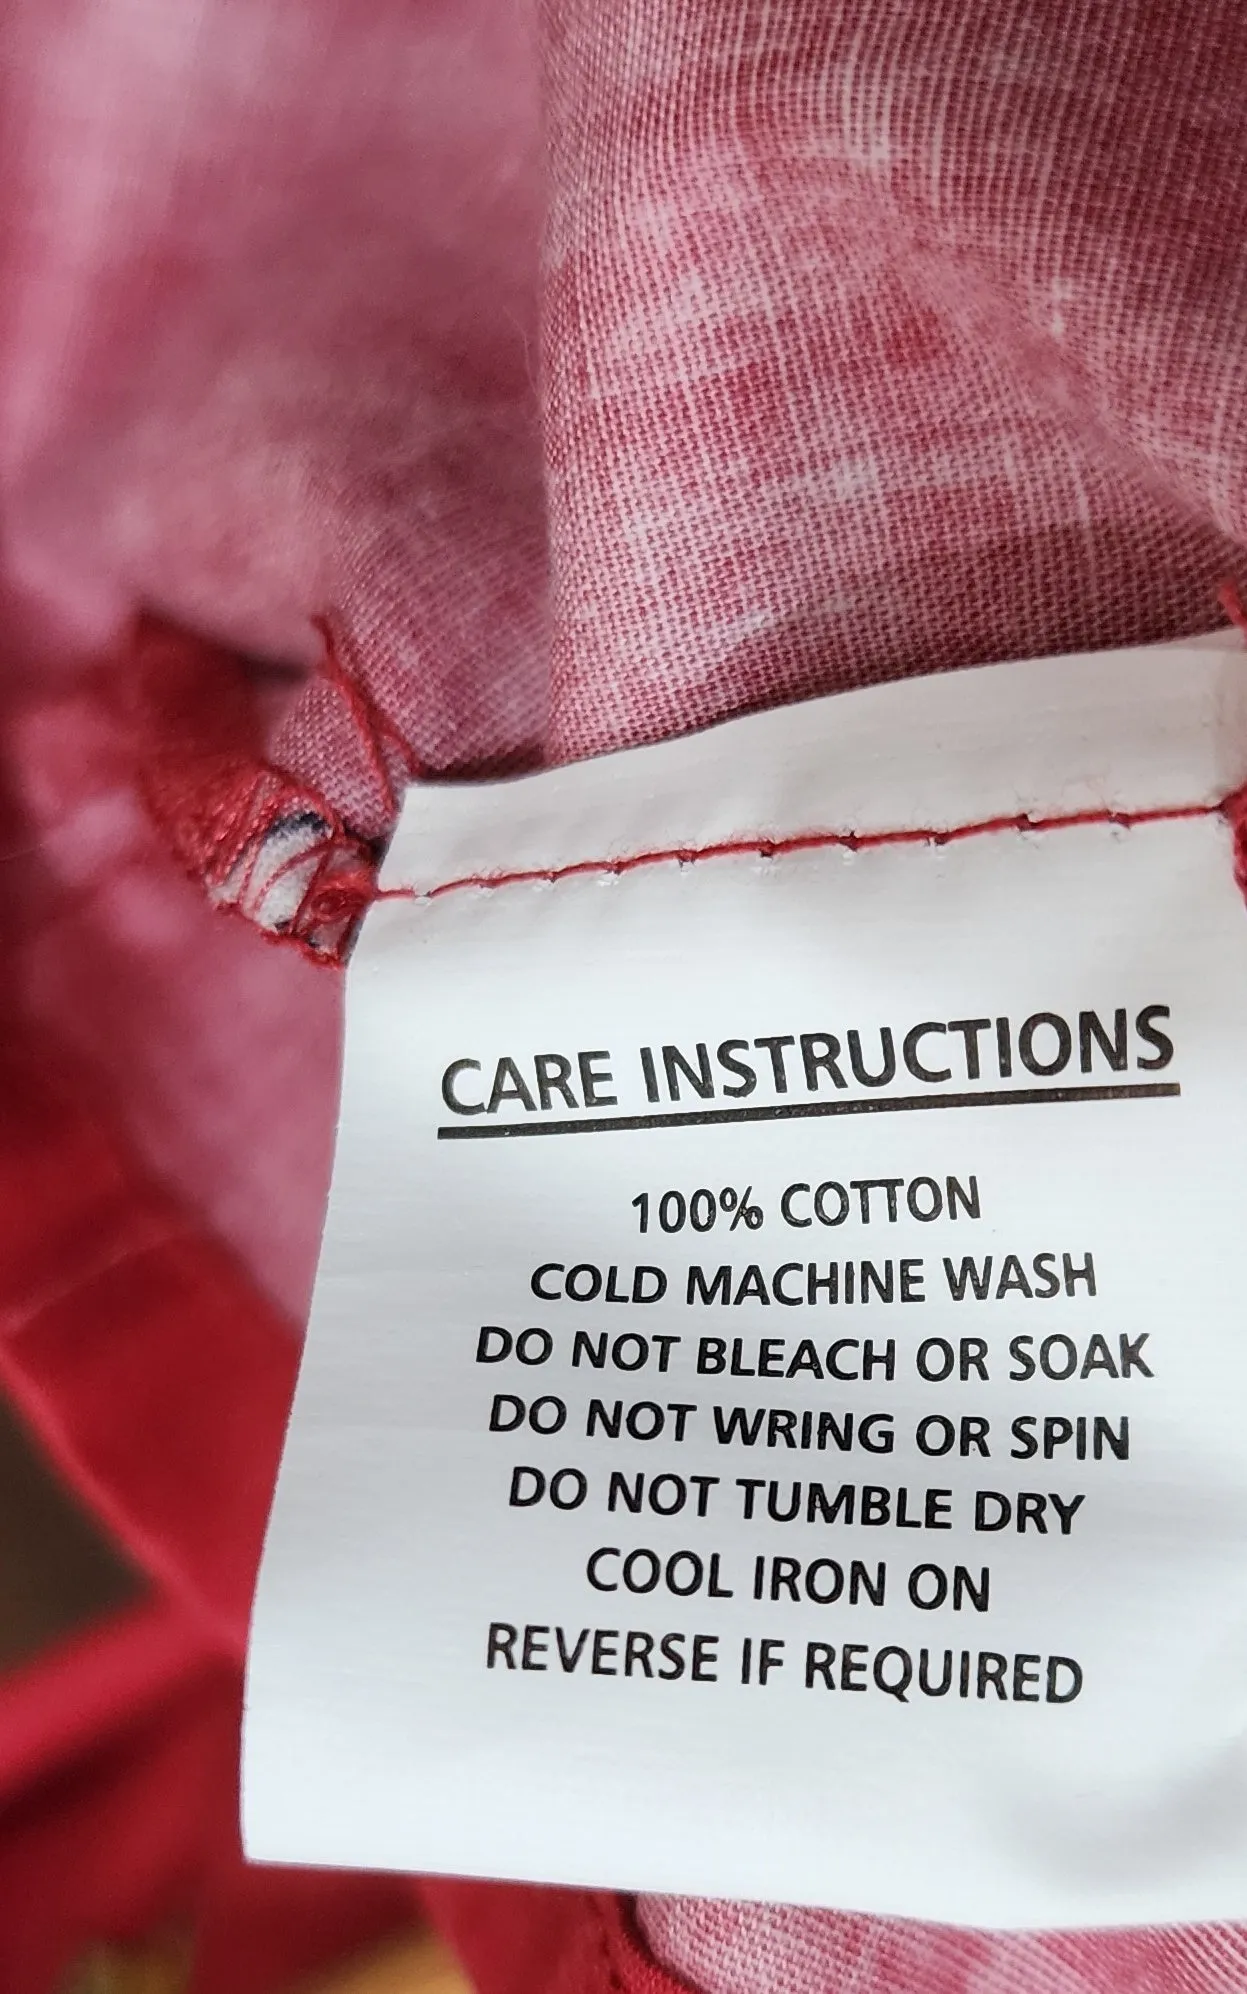 CARE INSTRUCTIONS
100% COTTON
COLD MACHINE WASH
DO NOT BLEACH OR SOAK
DO NOT WRING OR SPIN
DO NOT TUMBLE DRY
COOL IRON ON
REVERSE IF REQUIRED